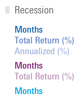 Recession
Months
Total Return (%)
Annualized (%)
Months
Total Return (%)
Months